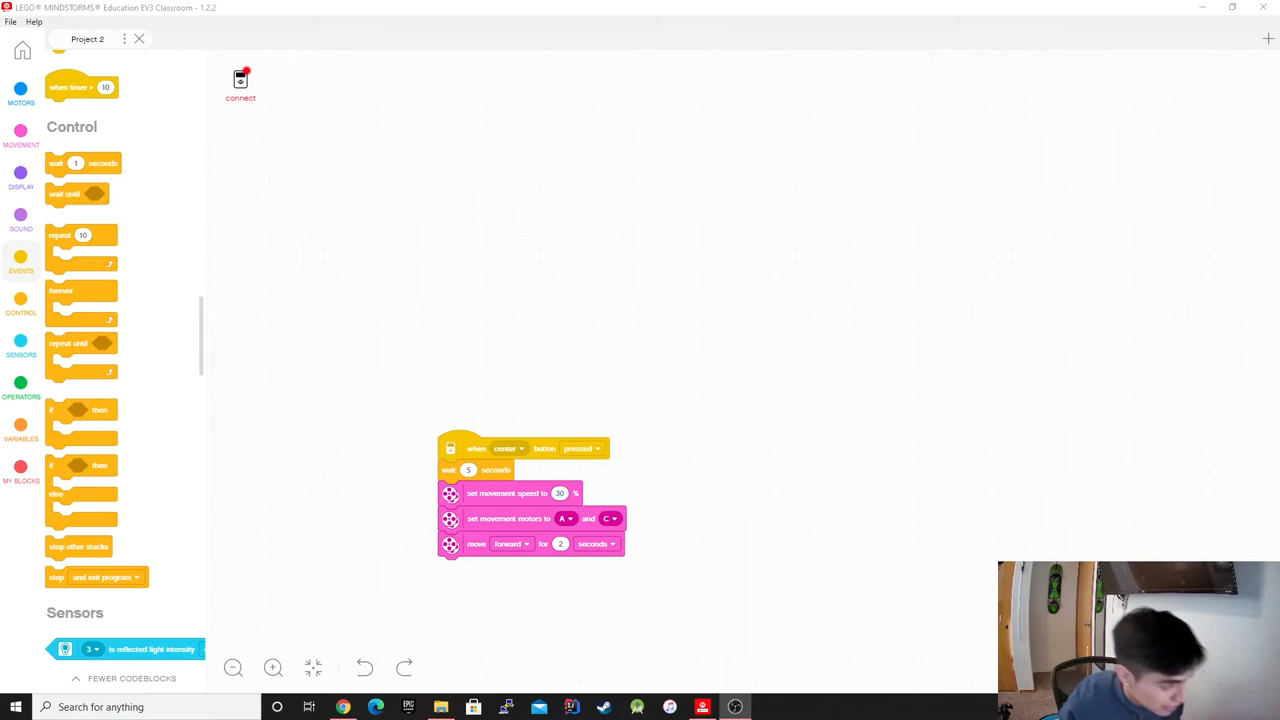 LEGO® MINDSTORMS® Education EV3 Classroom - 1.2.2
File Help
Project 2
connect
MOTORS
MOVEMENT
DISPLAY
SOUND
EVENTS
CONTROL
SENSORS
OPERATORS
VARIABLES
MY BLOCKS
when timer > 10
Control
wait 1 seconds
wait until
repeat 10
forever
repeat until
if then
if then
else
stop other stacks
stop and exit program
Sensors
3 is reflected light intensity
FEWER CODEBLOCKS
when center button pressed
wait 5 seconds
set movement speed to 30 %
set movement motors to A and C
move forward for 2 seconds
Search for anything
EPIC